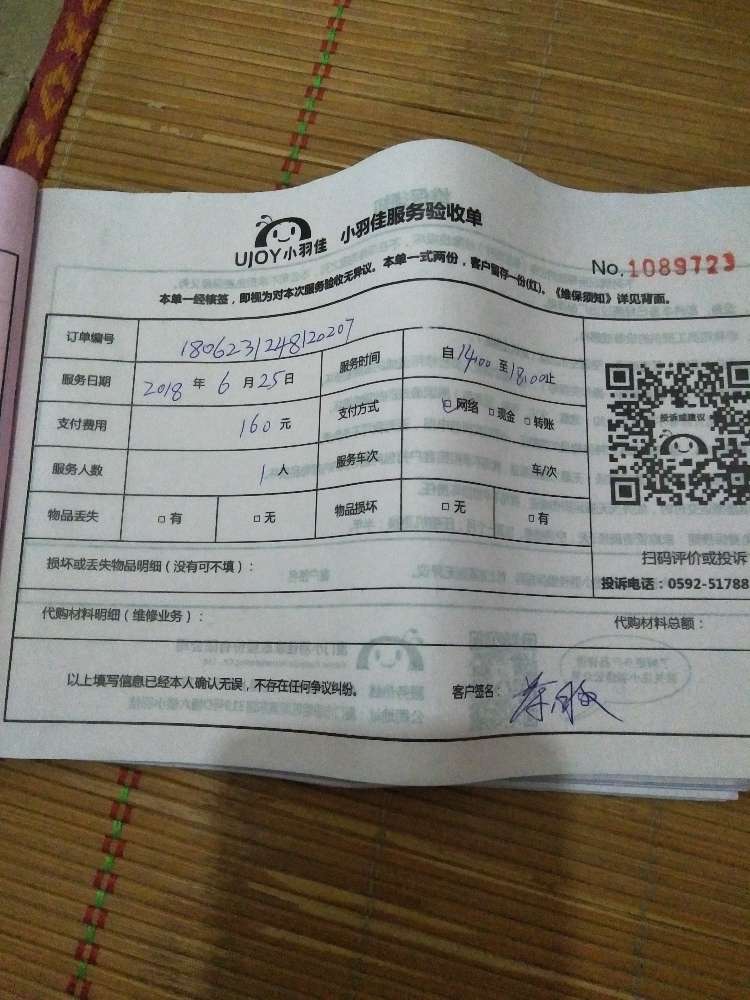 UJOY小羽佳 小羽佳服务验收单
No. 1089723
本单一经核签，即视为对本次服务验收无异议。本单一式两份，客户留存一份(红)。《维保须知》详见背面。
订单编号 1806231248120207
服务日期 2018 年 6 月 25 日 服务时间 自 14:00 至 18:00 止
支付费用 160 元 支付方式 □ 网络 □ 现金 □ 转账
投诉或建议
服务人数 1 人 服务车次 车/次
物品丢失 □ 有 □ 无 物品损坏 □ 无 □ 有
扫码评价或投诉
损坏或丢失物品明细（没有可不填）：
投诉电话：0592-51788
代购材料明细（维修业务）：
代购材料总额：
以上填写信息已经本人确认无误，不存在任何争议纠纷。 客户签名：